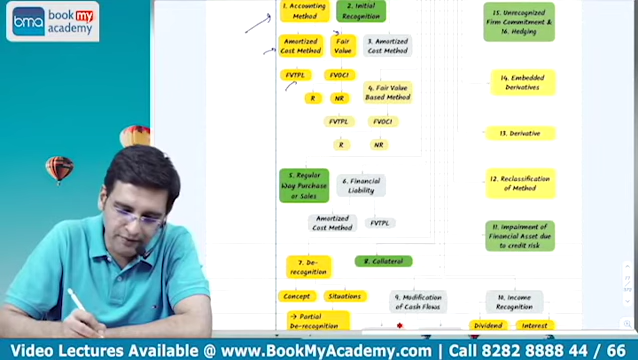 bma
book my
academy
1. Accounting
Method
2. Initial
Recognition
Amortized
Cost Method
Fair
Value
3. Amortized
Cost Method
FVTPL
FVOCI
R
NR
4. Fair Value
Based Method
FVTPL
FVOCI
R
NR
5. Regular
Way Purchase
or Sales
6. Financial
Liability
Amortized
Cost Method
FVTPL
7. De-
recognition
8. Collateral
Concept
Situations
→ Partial
De-recognition
9. Modification
of Cash Flows
10. Income
Recognition
Dividend
Interest
15. Unrecognized
Firm Commitment &
16. Hedging
14. Embedded
Derivatives
13. Derivative
12. Reclassification
of Method
11. Impairment of
Financial Asset due
to credit risk
Video Lectures Available @ www.BookMyAcademy.com | Call 8282 8888 44 / 66